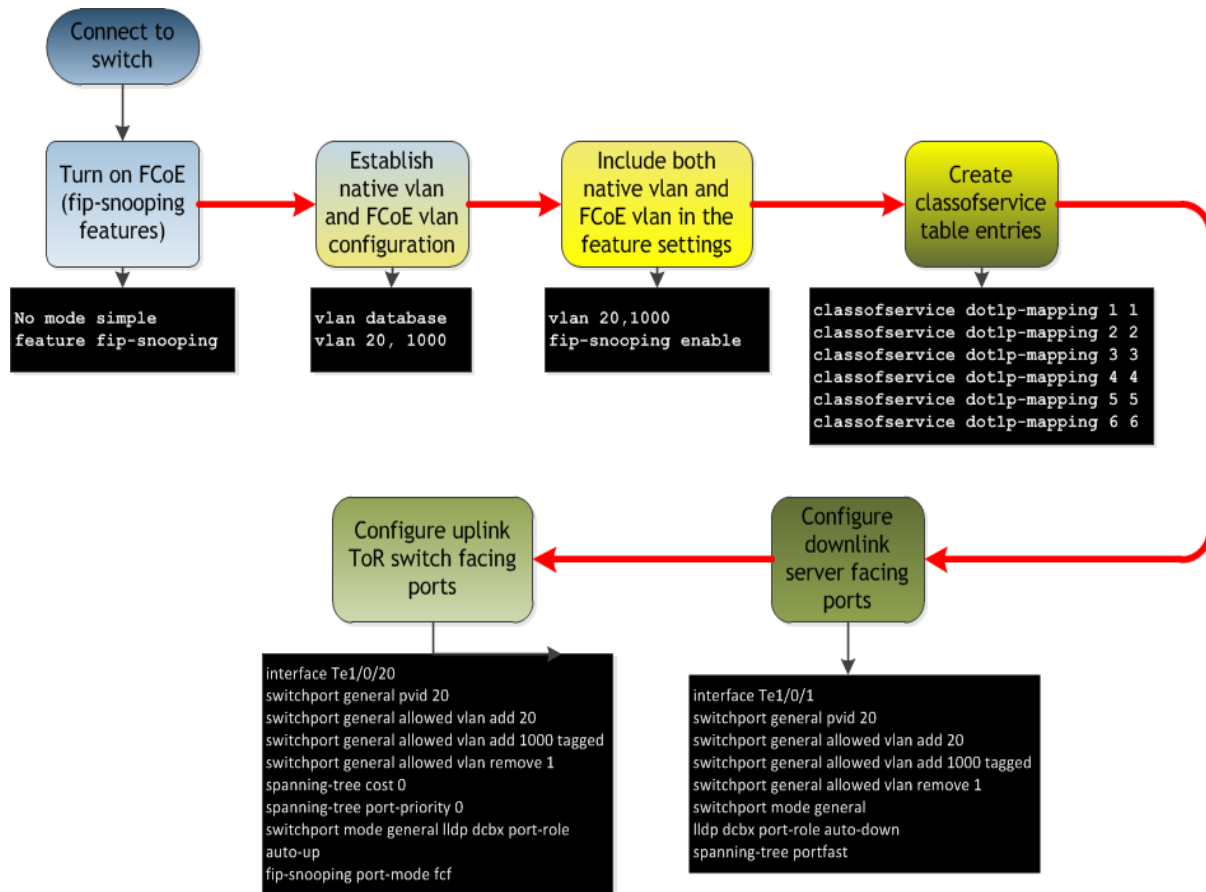 Connect to
switch
Turn on FCoE
(fip-snooping
features)
No mode simple
feature fip-snooping
Establish
native vlan
and FCoE vlan
configuration
vlan database
vlan 20, 1000
Include both
native vlan and
FCoE vlan in the
feature settings
vlan 20,1000
fip-snooping enable
Create
classofservice
table entries
classofservice dot1p-mapping 1 1
classofservice dot1p-mapping 2 2
classofservice dot1p-mapping 3 3
classofservice dot1p-mapping 4 4
classofservice dot1p-mapping 5 5
classofservice dot1p-mapping 6 6
Configure
downlink
server facing
ports
interface Te1/0/1
switchport general pvid 20
switchport general allowed vlan add 20
switchport general allowed vlan add 1000 tagged
switchport general allowed vlan remove 1
switchport mode general
lldp dcbx port-role auto-down
spanning-tree portfast
Configure uplink
ToR switch facing
ports
interface Te1/0/20
switchport general pvid 20
switchport general allowed vlan add 20
switchport general allowed vlan add 1000 tagged
switchport general allowed vlan remove 1
spanning-tree cost 0
spanning-tree port-priority 0
switchport mode general lldp dcbx port-role
auto-up
fip-snooping port-mode fcf